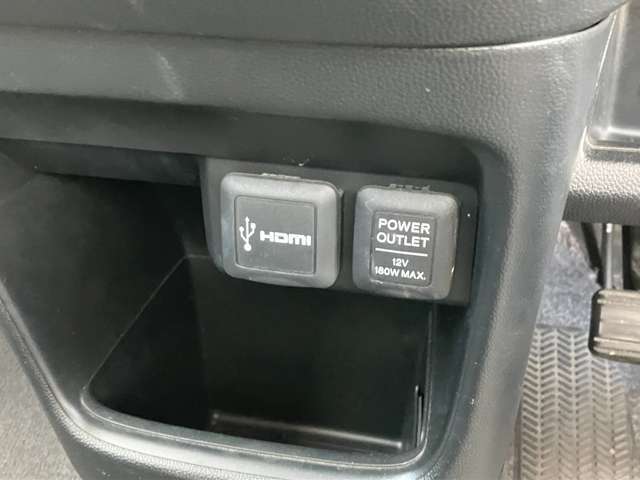 HDMI
POWER
OUTLET
12V
180W MAX.